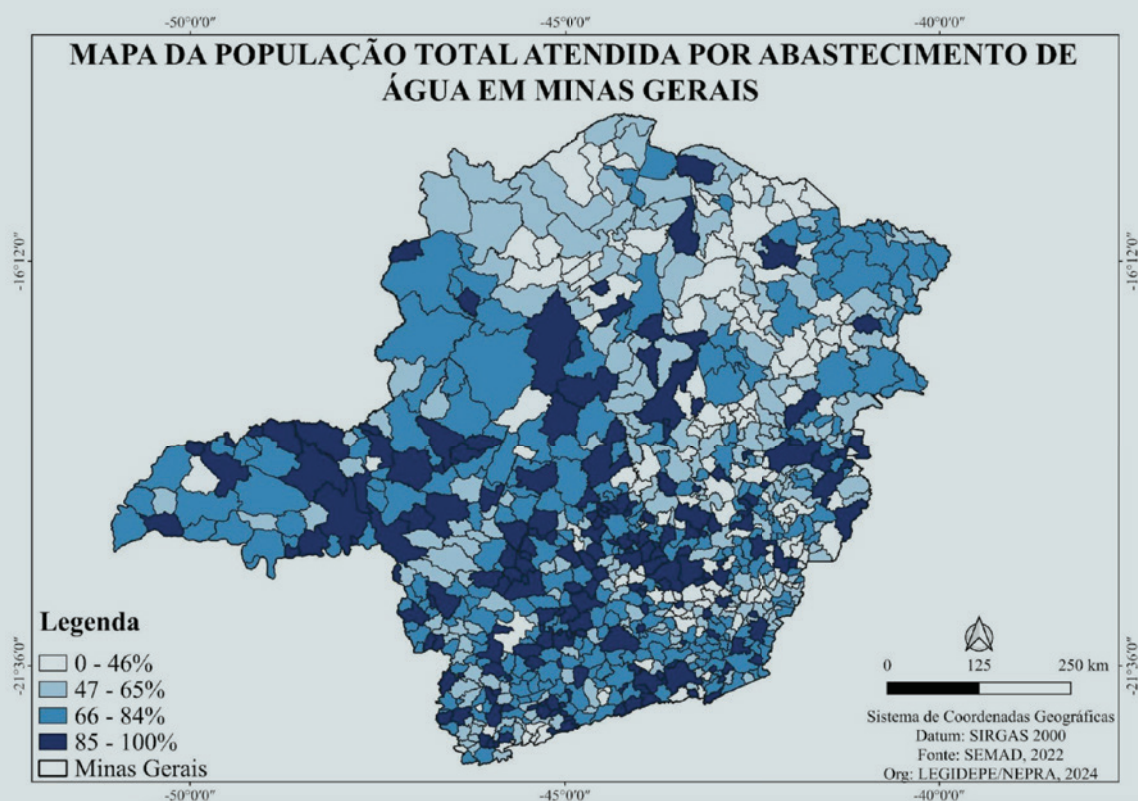 -50°0′0″ -45°0′0″ -40°0′0″
MAPA DA POPULAÇÃO TOTAL ATENDIDA POR ABASTECIMENTO DE
ÁGUA EM MINAS GERAIS
-16°12′0″ -16°12′0″
Legenda
0 - 46%
47 - 65%
66 - 84%
85 - 100%
Minas Gerais
-21°36′0″ -21°36′0″
0 125 250 km
Sistema de Coordenadas Geográficas
Datum: SIRGAS 2000
Fonte: SEMAD, 2022
Org: LEGIDEPE/NEPRA, 2024
-50°0′0″ -45°0′0″ -40°0′0″